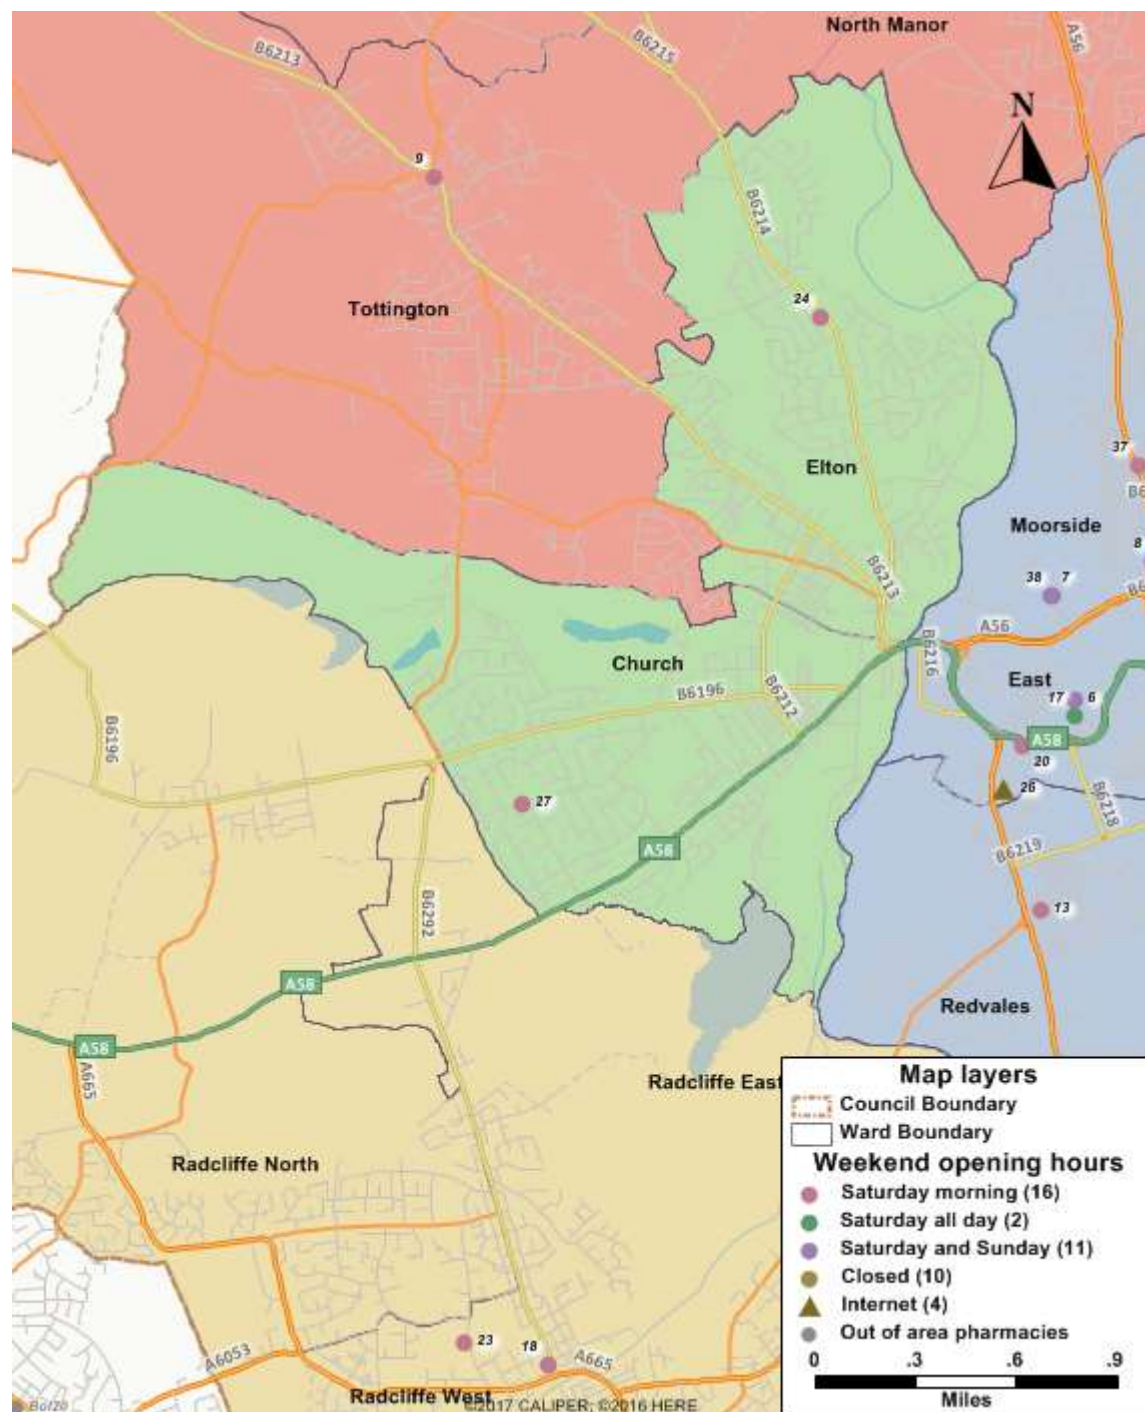 North Manor
B6213
B6215
A56
N
9
B6214
24
Tottington
37
Elton
B6
Moorside
8
38 7
B6213
B6
A56
B6216
Church
East
B6196
B6212
17 6
B6196
A58
20
26
27
B6218
A58
B6219
B6292
13
A58
Redvales
A58
A665
Radcliffe East
Radcliffe North
23
18
A665
A6053
Radcliffe West
©2017 CALIPER; ©2016 HERE
Map layers
Council Boundary
Ward Boundary
Weekend opening hours
Saturday morning (16)
Saturday all day (2)
Saturday and Sunday (11)
Closed (10)
Internet (4)
Out of area pharmacies
0 .3 .6 .9
Miles